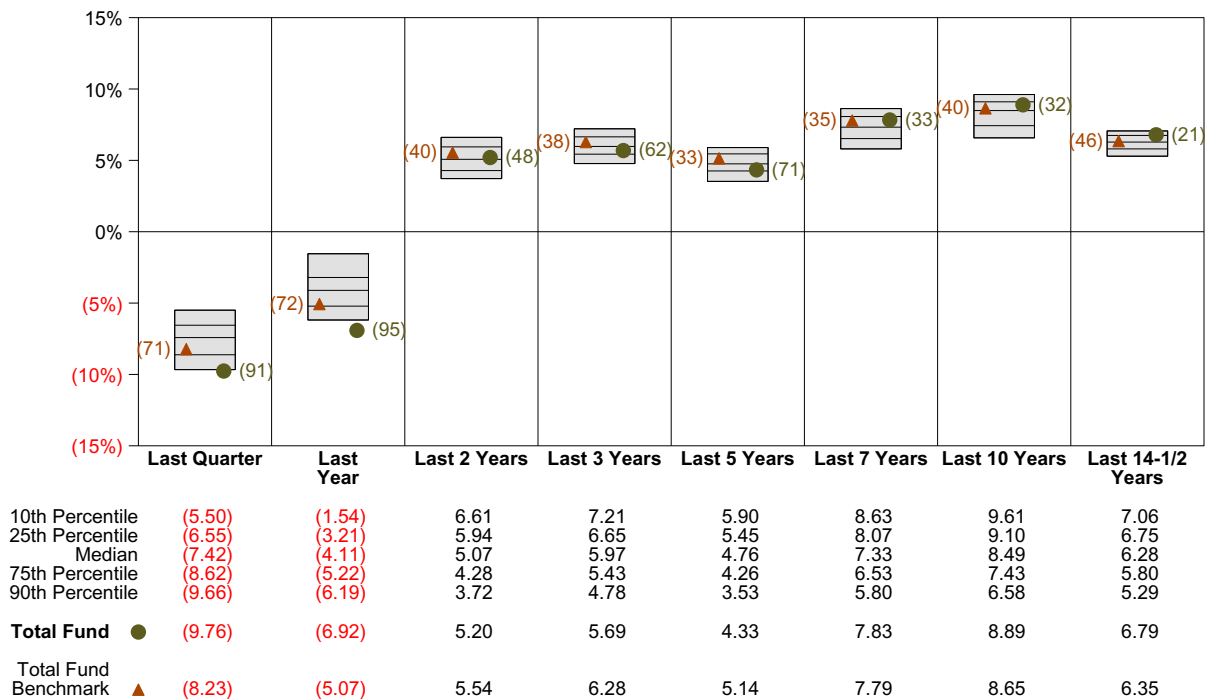 15%
10%
5%
0%
(5%)
(10%)
(15%)
(71) (91)
(72) (95)
(40) (48)
(38) (62)
(33) (71)
(35) (33)
(40) (32)
(46) (21)
Last Quarter Last Year Last 2 Years Last 3 Years Last 5 Years Last 7 Years Last 10 Years Last 14-1/2 Years
10th Percentile (5.50) (1.54) 6.61 7.21 5.90 8.63 9.61 7.06
25th Percentile (6.55) (3.21) 5.94 6.65 5.45 8.07 9.10 6.75
Median (7.42) (4.11) 5.07 5.97 4.76 7.33 8.49 6.28
75th Percentile (8.62) (5.22) 4.28 5.43 4.26 6.53 7.43 5.80
90th Percentile (9.66) (6.19) 3.72 4.78 3.53 5.80 6.58 5.29
Total Fund (9.76) (6.92) 5.20 5.69 4.33 7.83 8.89 6.79
Total Fund
Benchmark (8.23) (5.07) 5.54 6.28 5.14 7.79 8.65 6.35